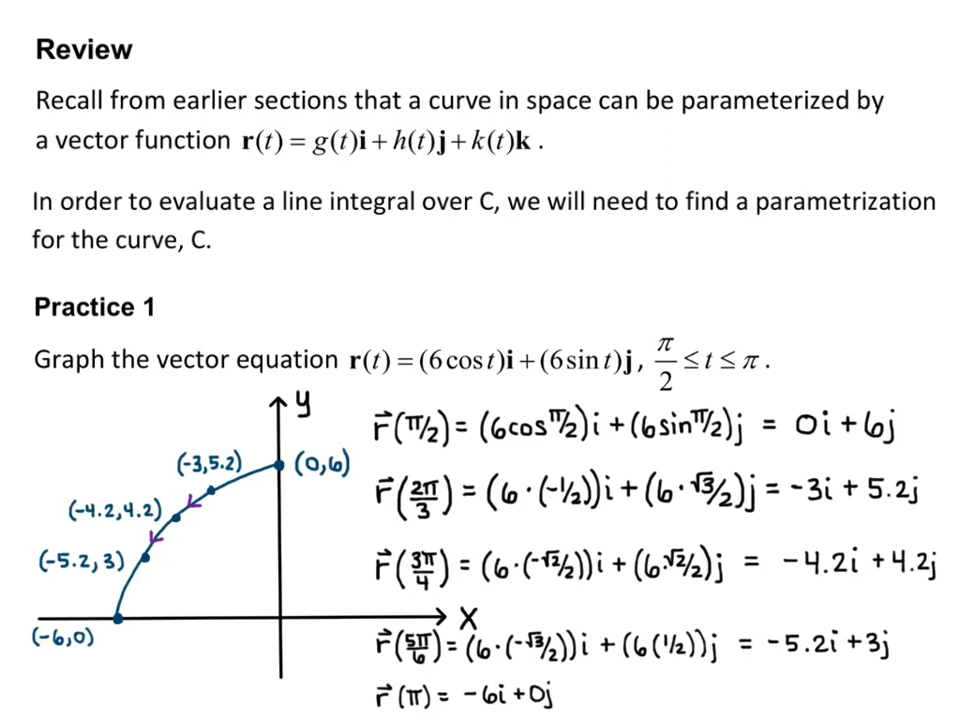 Review
Recall from earlier sections that a curve in space can be parameterized by
a vector function r(t) = g(t)i + h(t)j + k(t)k .
In order to evaluate a line integral over C, we will need to find a parametrization
for the curve, C.
Practice 1
Graph the vector equation r(t) = (6 cos t)i + (6 sin t)j, π/2 ≤ t ≤ π .
y
(0,6)
(-3,5.2)
(-4.2,4.2)
(-5.2,3)
(-6,0)
x
r⃗(π/2) = (6cos π/2)i + (6sin π/2)j = 0i + 6j
r⃗(2π/3) = (6·(-1/2))i + (6·√3/2)j = -3i + 5.2j
r⃗(3π/4) = (6·(-√2/2))i + (6·√2/2)j = -4.2i + 4.2j
r⃗(5π/6) = (6·(-√3/2))i + (6(1/2))j = -5.2i + 3j
r⃗(π) = -6i + 0j